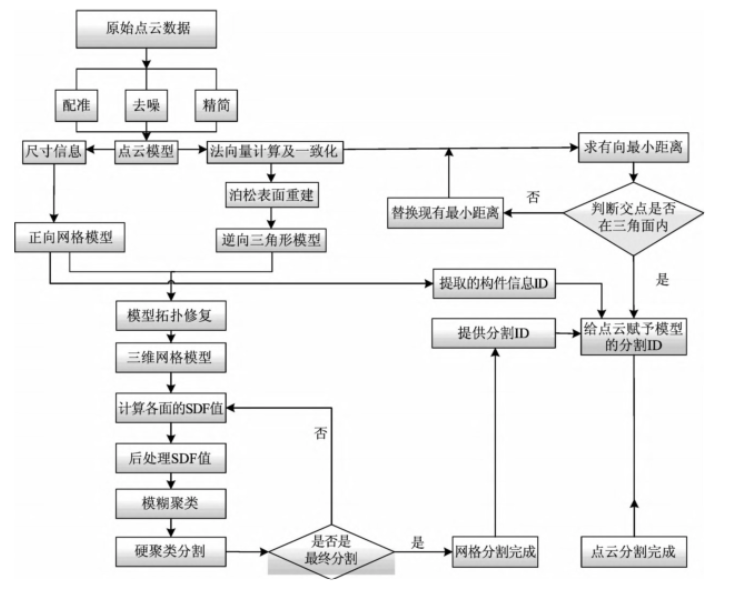 原始点云数据
配准
去噪
精简
尺寸信息
点云模型
法向量计算及一致化
求有向最小距离
泊松表面重建
替换现有最小距离
否
判断交点是否
在三角面内
正向网格模型
逆向三角形模型
是
提取的构件信息ID
模型拓扑修复
提供分割ID
给点云赋予模型
的分割ID
三维网格模型
计算各面的SDF值
否
后处理SDF值
模糊聚类
硬聚类分割
是否是
最终分割
是
网格分割完成
点云分割完成